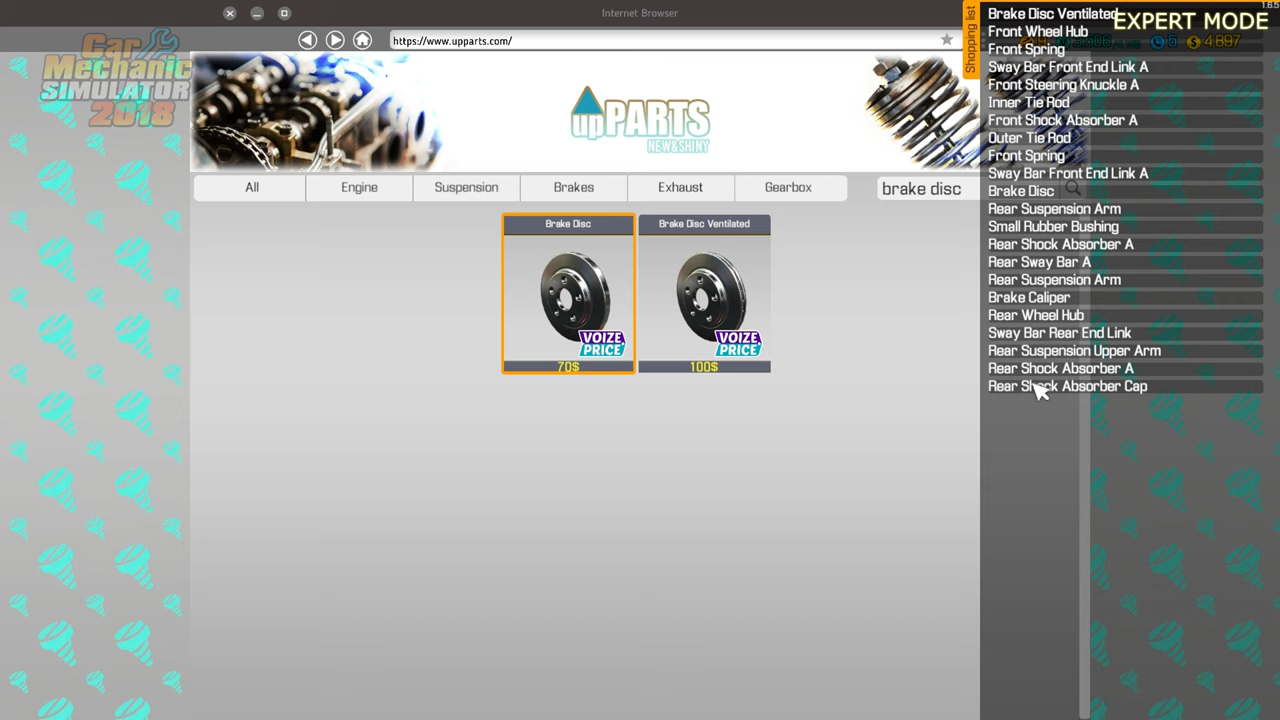 Internet Browser
1.6.5
EXPERT MODE
https://www.upparts.com/
Car
Mechanic
SIMULATOR
2018
upPARTS
NEW&SHINY
All
Engine
Suspension
Brakes
Exhaust
Gearbox
brake disc
Brake Disc
VOIZE
PRICE
70$
Brake Disc Ventilated
VOIZE
PRICE
100$
Shopping list
Brake Disc Ventilated
Front Wheel Hub
Front Spring
Sway Bar Front End Link A
Front Steering Knuckle A
Inner Tie Rod
Front Shock Absorber A
Outer Tie Rod
Front Spring
Sway Bar Front End Link A
Brake Disc
Rear Suspension Arm
Small Rubber Bushing
Rear Shock Absorber A
Rear Sway Bar A
Rear Suspension Arm
Brake Caliper
Rear Wheel Hub
Sway Bar Rear End Link
Rear Suspension Upper Arm
Rear Shock Absorber A
Rear Shock Absorber Cap